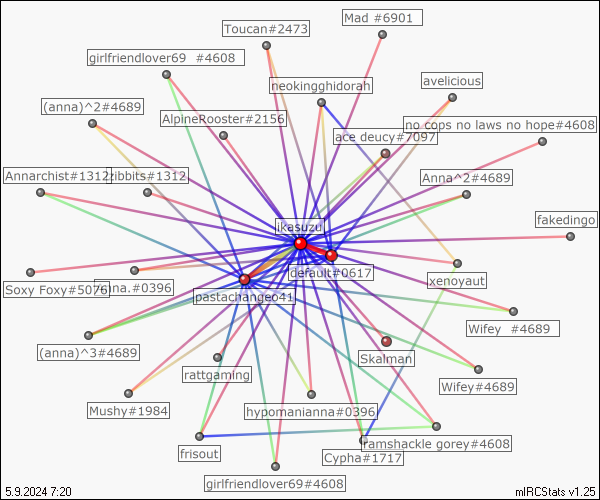 Mad #6901
Toucan#2473
girlfriendlover69 #4608
neokingghidorah
avelicious
(anna)^2#4689
AlpineRooster#2156
no cops no laws no hope#4608
ace deucy#7097
Annarchist#1312
zibbits#1312
Anna^2#4689
fakedingo
ikasuzu
default#0617
xenoyaut
Soxy Foxy#5076
pastachangeo41
Wifey #4689
(anna)^3#4689
Skalman
rattgaming
Wifey#4689
Mushy#1984
hypomanianna#0396
frisout
ramshackle gorey#4608
Cypha#1717
girlfriendlover69#4608
5.9.2024 7:20
mIRCStats v1.25